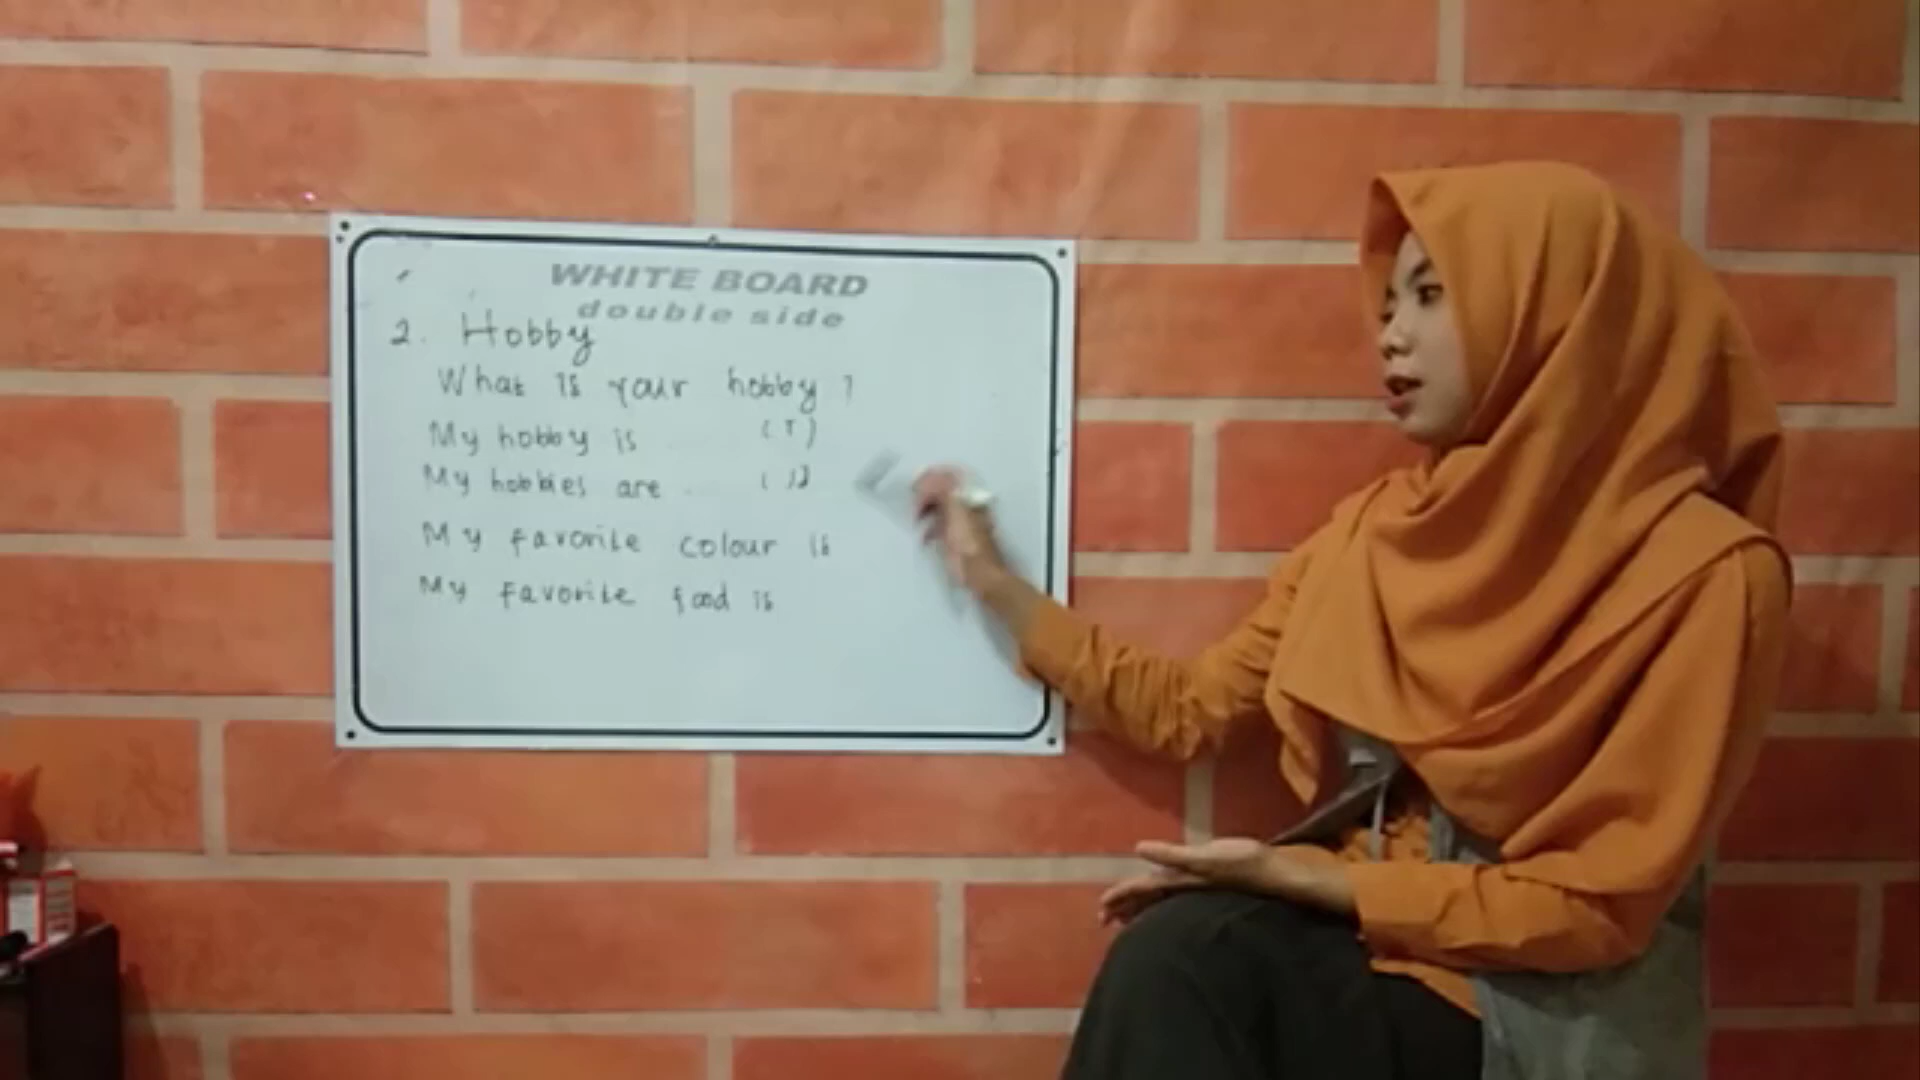 WHITE BOARD
double side
2. Hobby
What is your hobby ?
My hobby is
My hobbies are
My favorite colour is
My favorite food is